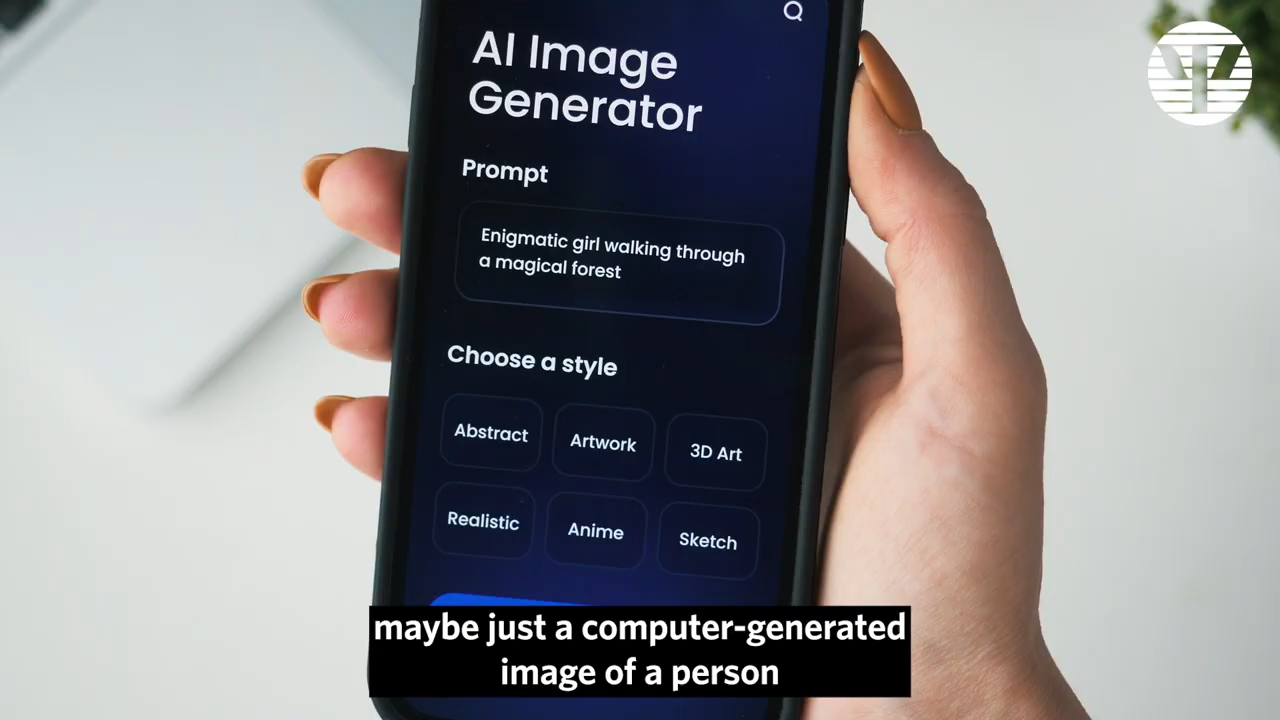 AI Image
Generator
Prompt
Enigmatic girl walking through
a magical forest
Choose a style
Abstract
Artwork
3D Art
Realistic
Anime
Sketch
maybe just a computer-generated
image of a person